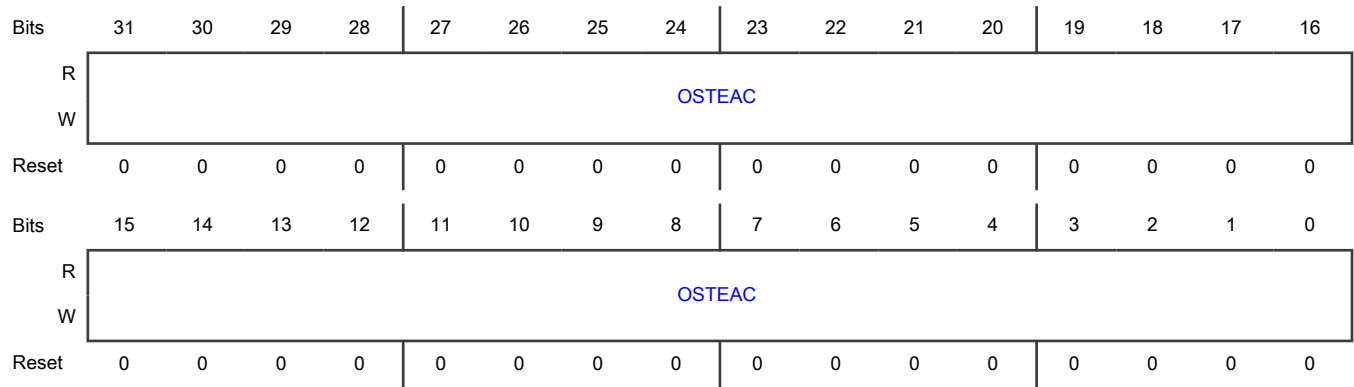 Bits 31 30 29 28 27 26 25 24 23 22 21 20 19 18 17 16
R
OSTEAC
W
Reset 0 0 0 0 0 0 0 0 0 0 0 0 0 0 0 0
Bits 15 14 13 12 11 10 9 8 7 6 5 4 3 2 1 0
R
OSTEAC
W
Reset 0 0 0 0 0 0 0 0 0 0 0 0 0 0 0 0